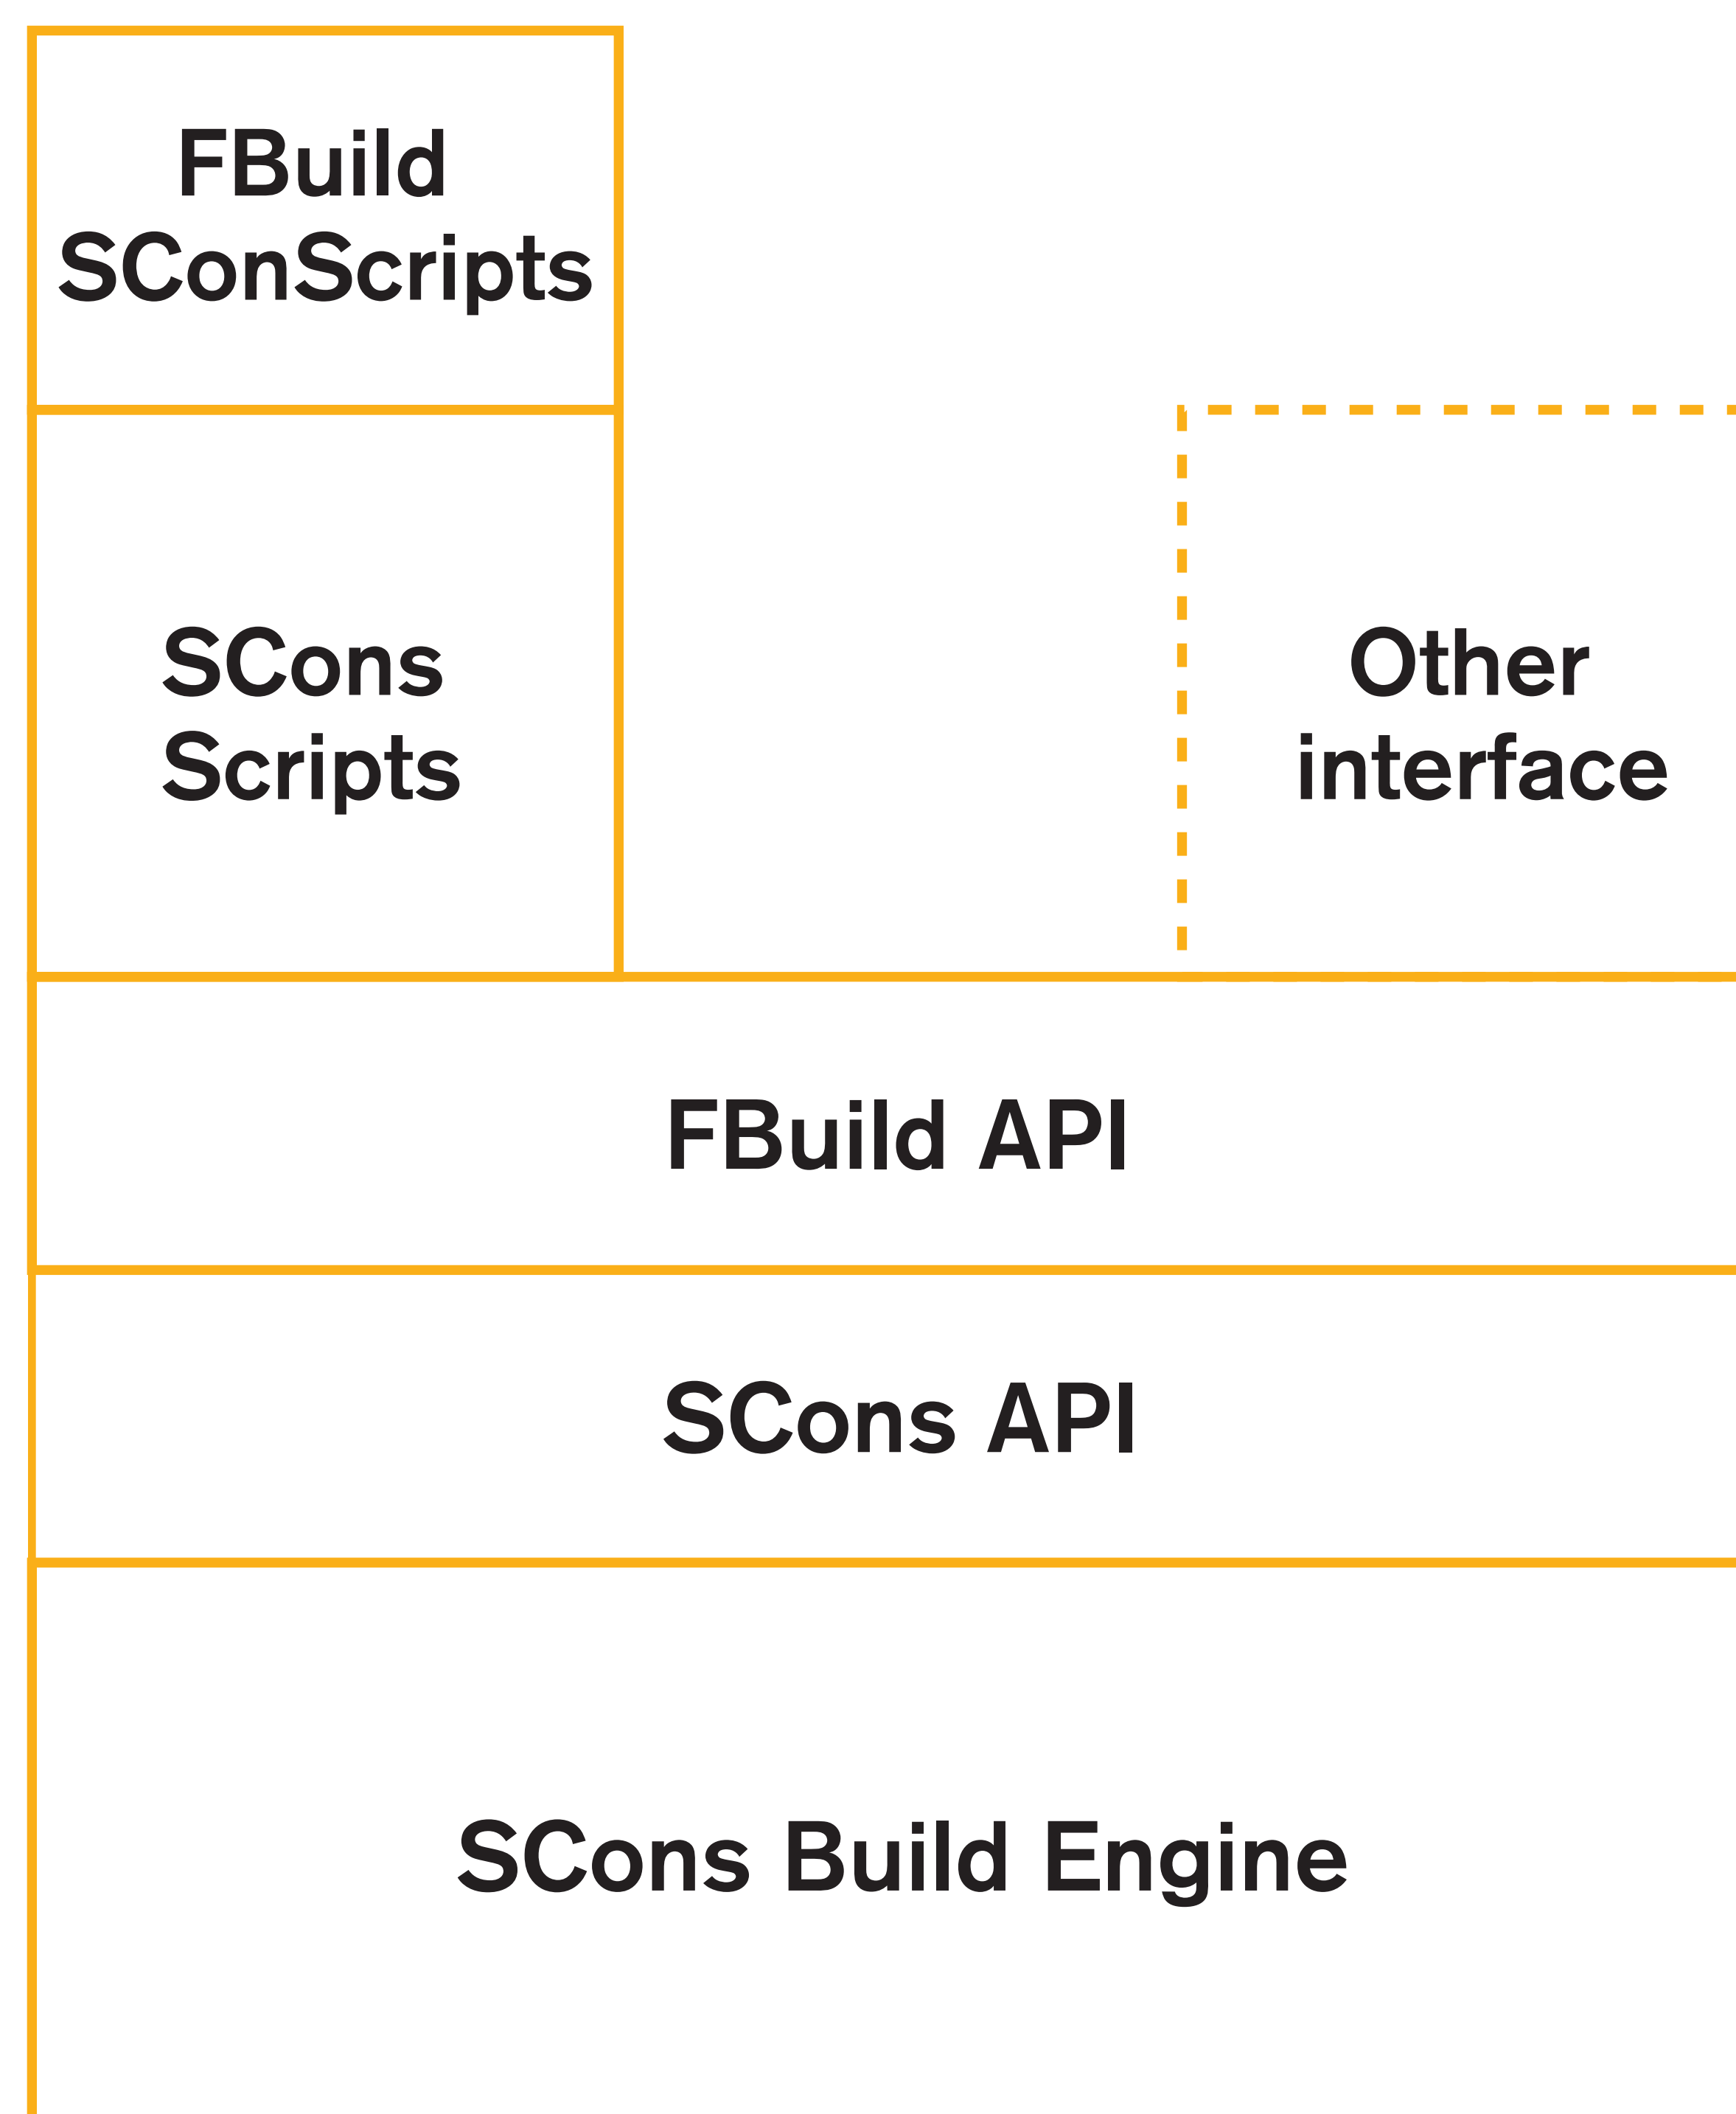 FBuild
SConScripts
SCons
Scripts
Other
interface
FBuild API
SCons API
SCons Build Engine